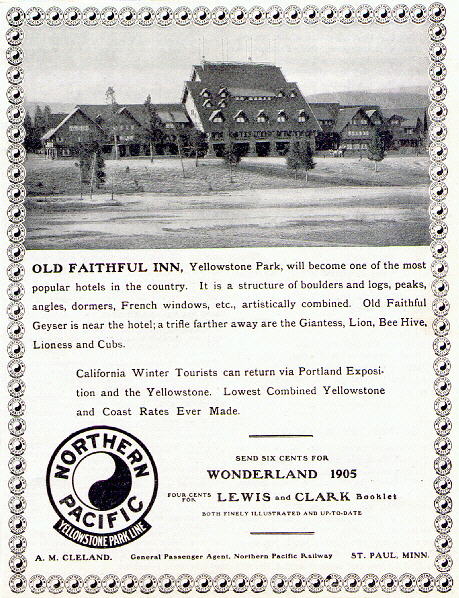 OLD FAITHFUL INN, Yellowstone Park, will become one of the most
popular hotels in the country. It is a structure of boulders and logs, peaks,
angles, dormers, French windows, etc., artistically combined. Old Faithful
Geyser is near the hotel; a trifle farther away are the Giantess, Lion, Bee Hive,
Lioness and Cubs.
California Winter Tourists can return via Portland Exposi-
tion and the Yellowstone. Lowest Combined Yellowstone
and Coast Rates Ever Made.
NORTHERN
PACIFIC
YELLOWSTONE PARK LINE
SEND SIX CENTS FOR
WONDERLAND 1905
FOUR CENTS FOR LEWIS and CLARK Booklet
BOTH FINELY ILLUSTRATED AND UP-TO-DATE
A. M. CLELAND. General Passenger Agent, Northern Pacific Railway ST. PAUL, MINN.